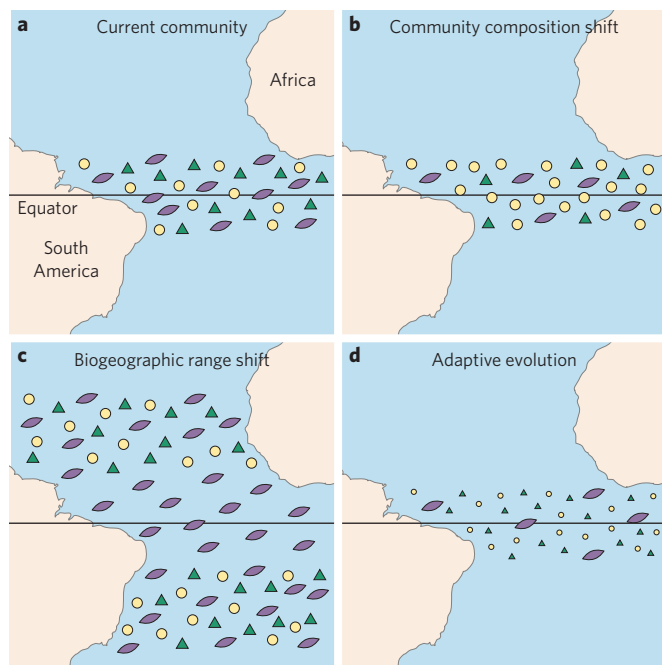 a
Current community
Africa
Equator
South
America
b
Community composition shift
c
Biogeographic range shift
d
Adaptive evolution